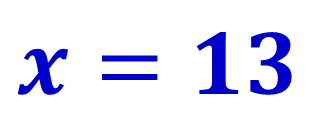 x = 13